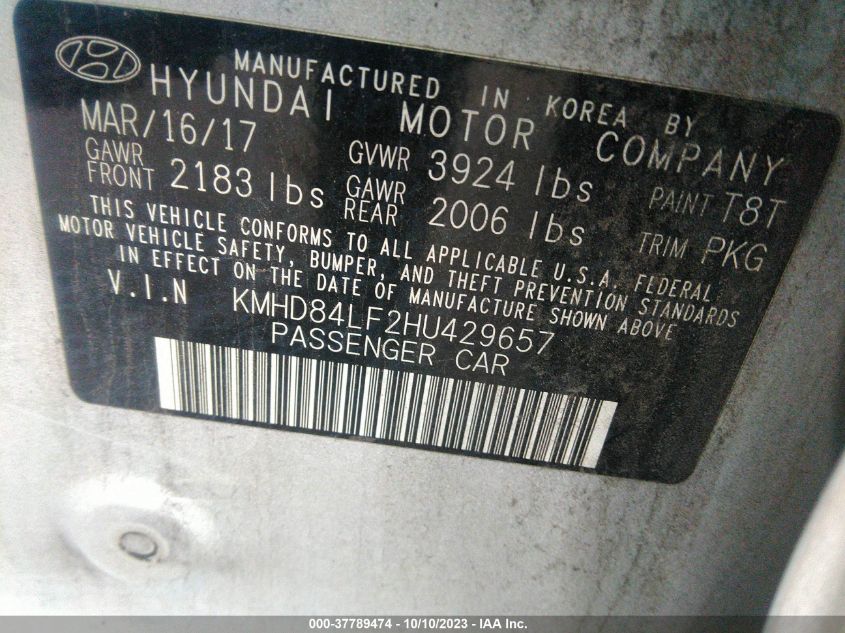 MANUFACTURED IN KOREA BY
HYUNDAI MOTOR COMPANY
MAR/16/17 GVWR 3924 lbs PAINT T8T
GAWR FRONT 2183 lbs GAWR REAR 2006 lbs TRIM PKG
THIS VEHICLE CONFORMS TO ALL APPLICABLE U.S.A. FEDERAL
MOTOR VEHICLE SAFETY, BUMPER, AND THEFT PREVENTION STANDARDS
IN EFFECT ON THE DATE OF MANUFACTURE SHOWN ABOVE
V.I.N KMHD84LF2HU429657
PASSENGER CAR
000-37789474 - 10/10/2023 - IAA Inc.